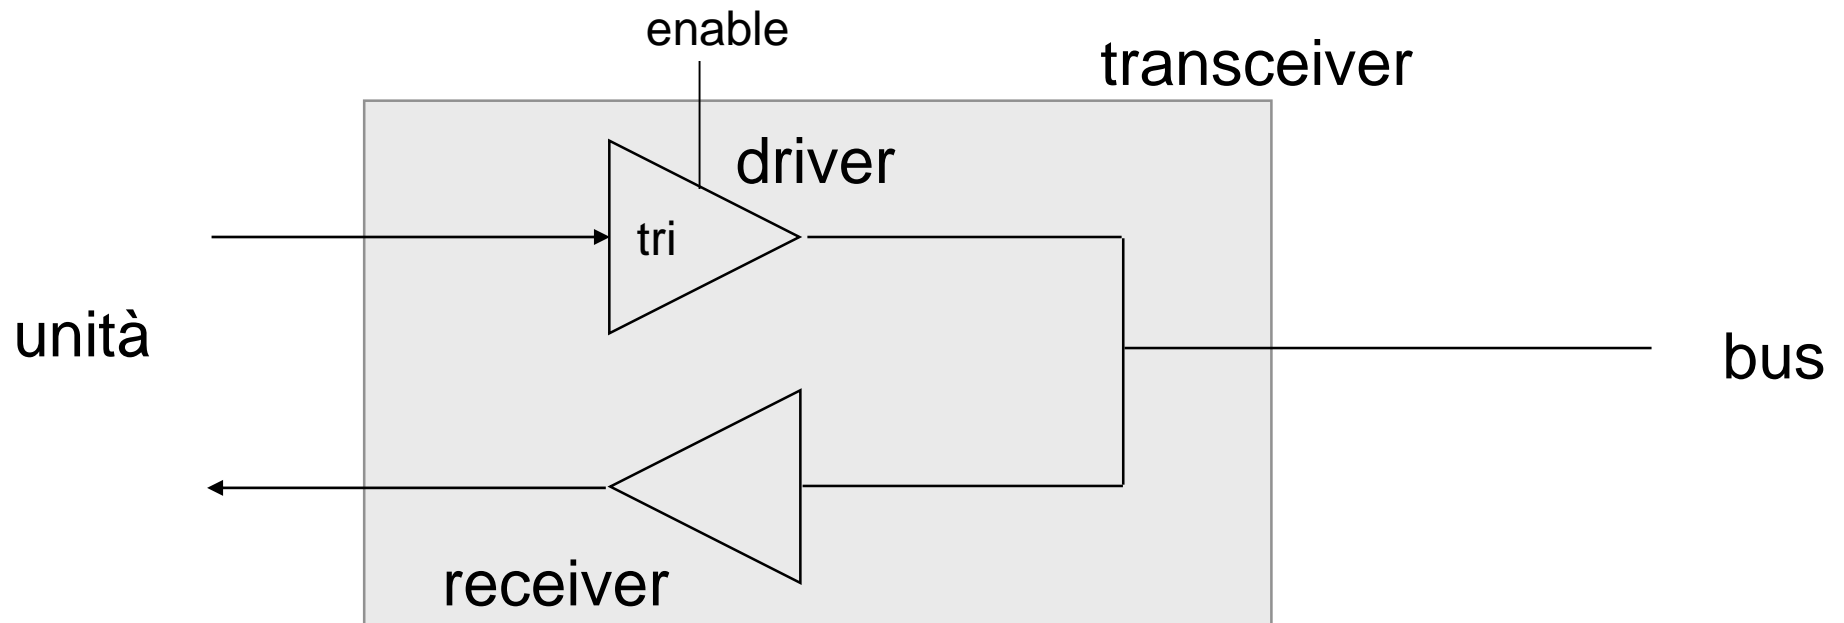 enable
transceiver
driver
tri
unità
bus
receiver